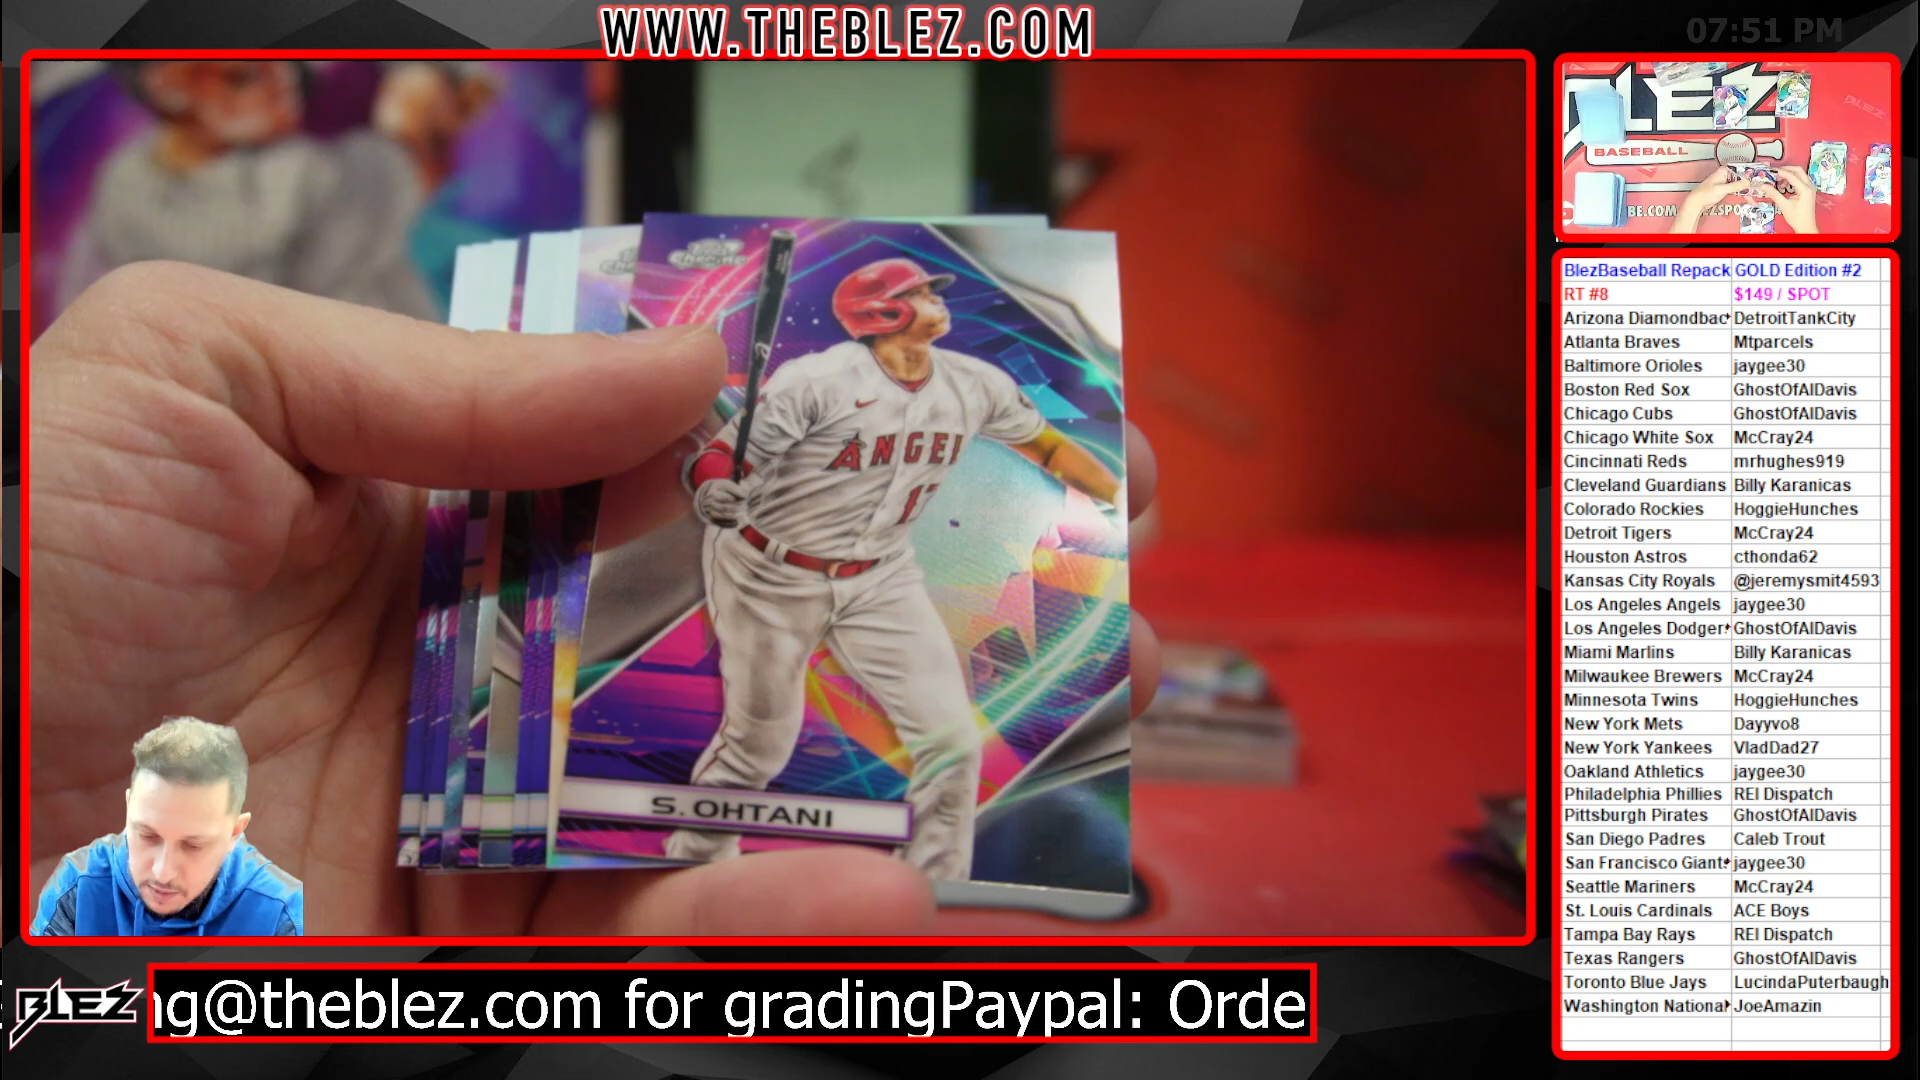 WWW.THEBLEZ.COM
07:51 PM
BLEZ
BASEBALL
ANGEL
17
S. OHTANI
BlezBaseball Repack GOLD Edition #2
RT #8 $149 / SPOT
Arizona Diamondbac DetroitTankCity
Atlanta Braves Mtparcels
Baltimore Orioles jaygee30
Boston Red Sox GhostOfAlDavis
Chicago Cubs GhostOfAlDavis
Chicago White Sox McCray24
Cincinnati Reds mrhughes919
Cleveland Guardians Billy Karanicas
Colorado Rockies HoggieHunches
Detroit Tigers McCray24
Houston Astros cthonda62
Kansas City Royals @jeremysmit4593
Los Angeles Angels jaygee30
Los Angeles Dodger GhostOfAlDavis
Miami Marlins Billy Karanicas
Milwaukee Brewers McCray24
Minnesota Twins HoggieHunches
New York Mets Dayyvo8
New York Yankees VladDad27
Oakland Athletics jaygee30
Philadelphia Phillies REI Dispatch
Pittsburgh Pirates GhostOfAlDavis
San Diego Padres Caleb Trout
San Francisco Giant jaygee30
Seattle Mariners McCray24
St. Louis Cardinals ACE Boys
Tampa Bay Rays REI Dispatch
Texas Rangers GhostOfAlDavis
Toronto Blue Jays LucindaPuterbaugh
Washington Nationa JoeAmazin
BLEZ
ng@theblez.com for gradingPaypal: Orde